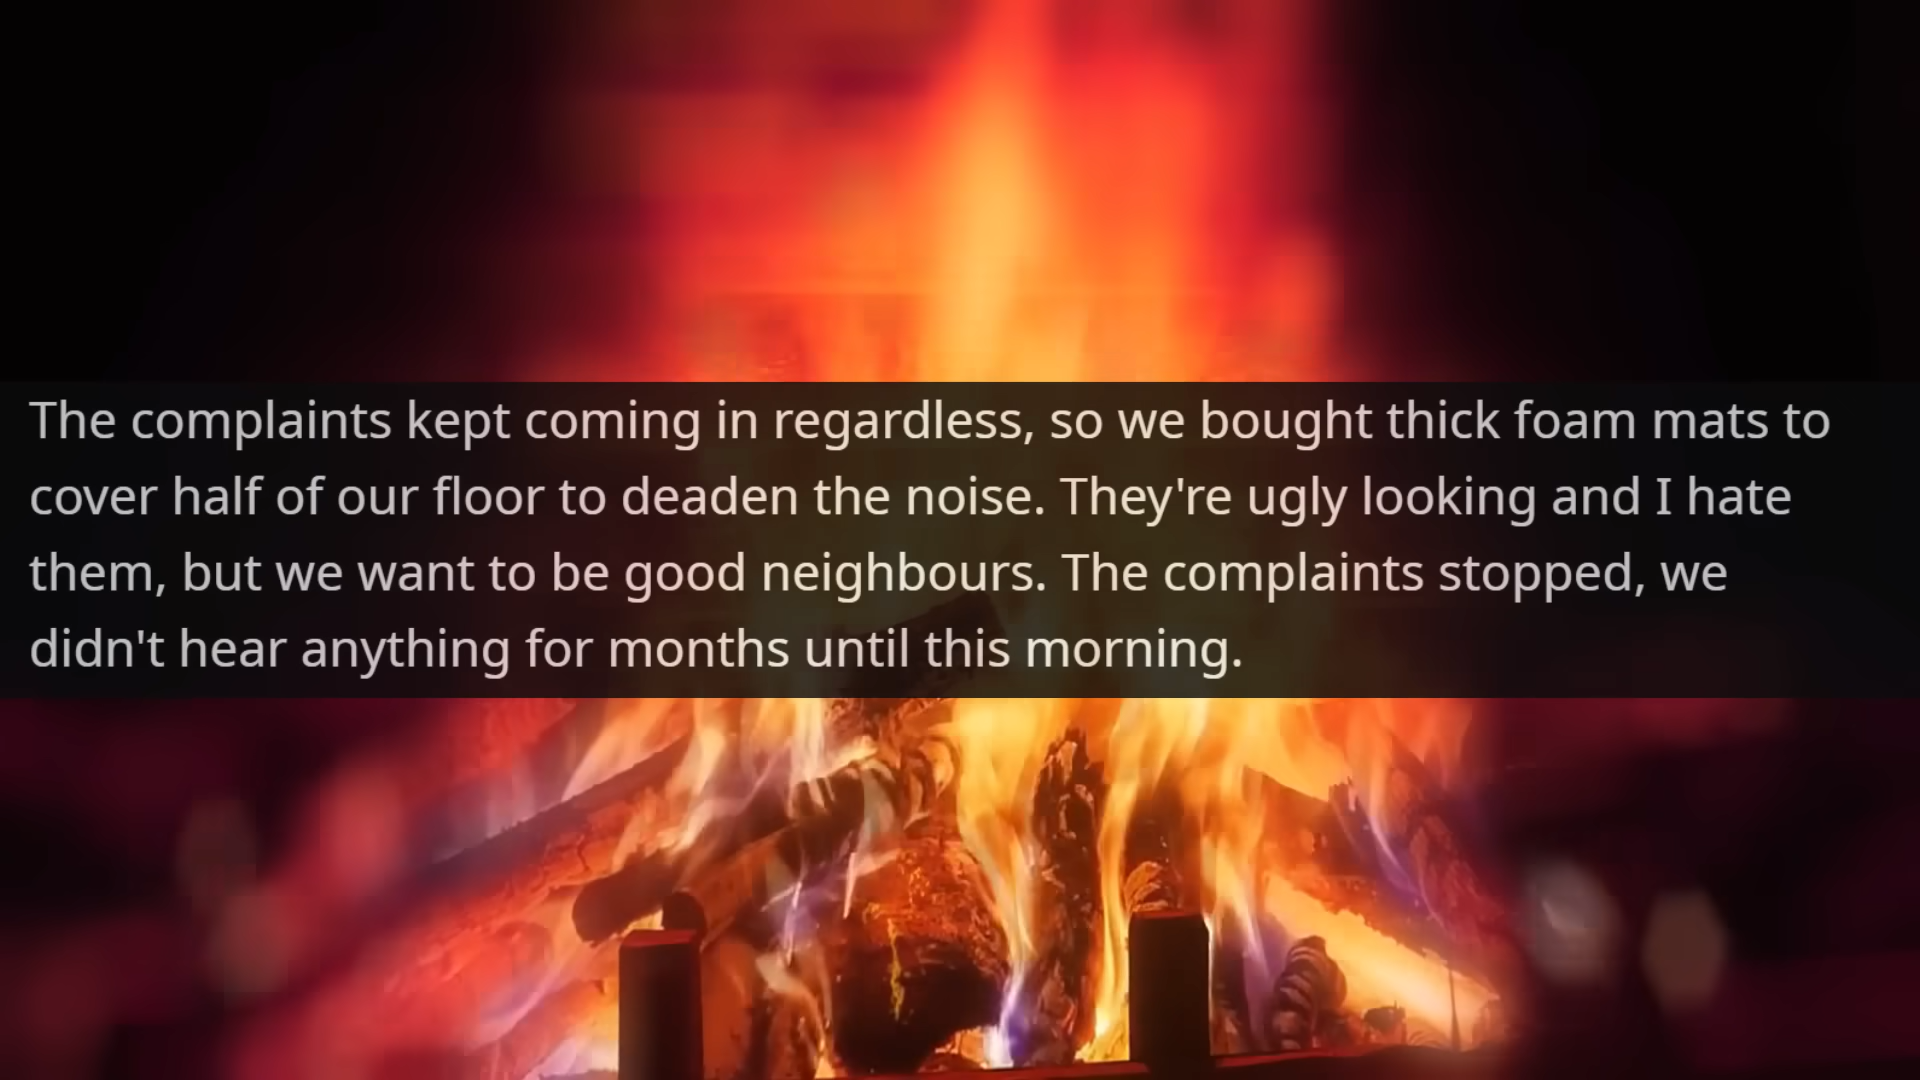 The complaints kept coming in regardless, so we bought thick foam mats to
cover half of our floor to deaden the noise. They're ugly looking and I hate
them, but we want to be good neighbours. The complaints stopped, we
didn't hear anything for months until this morning.